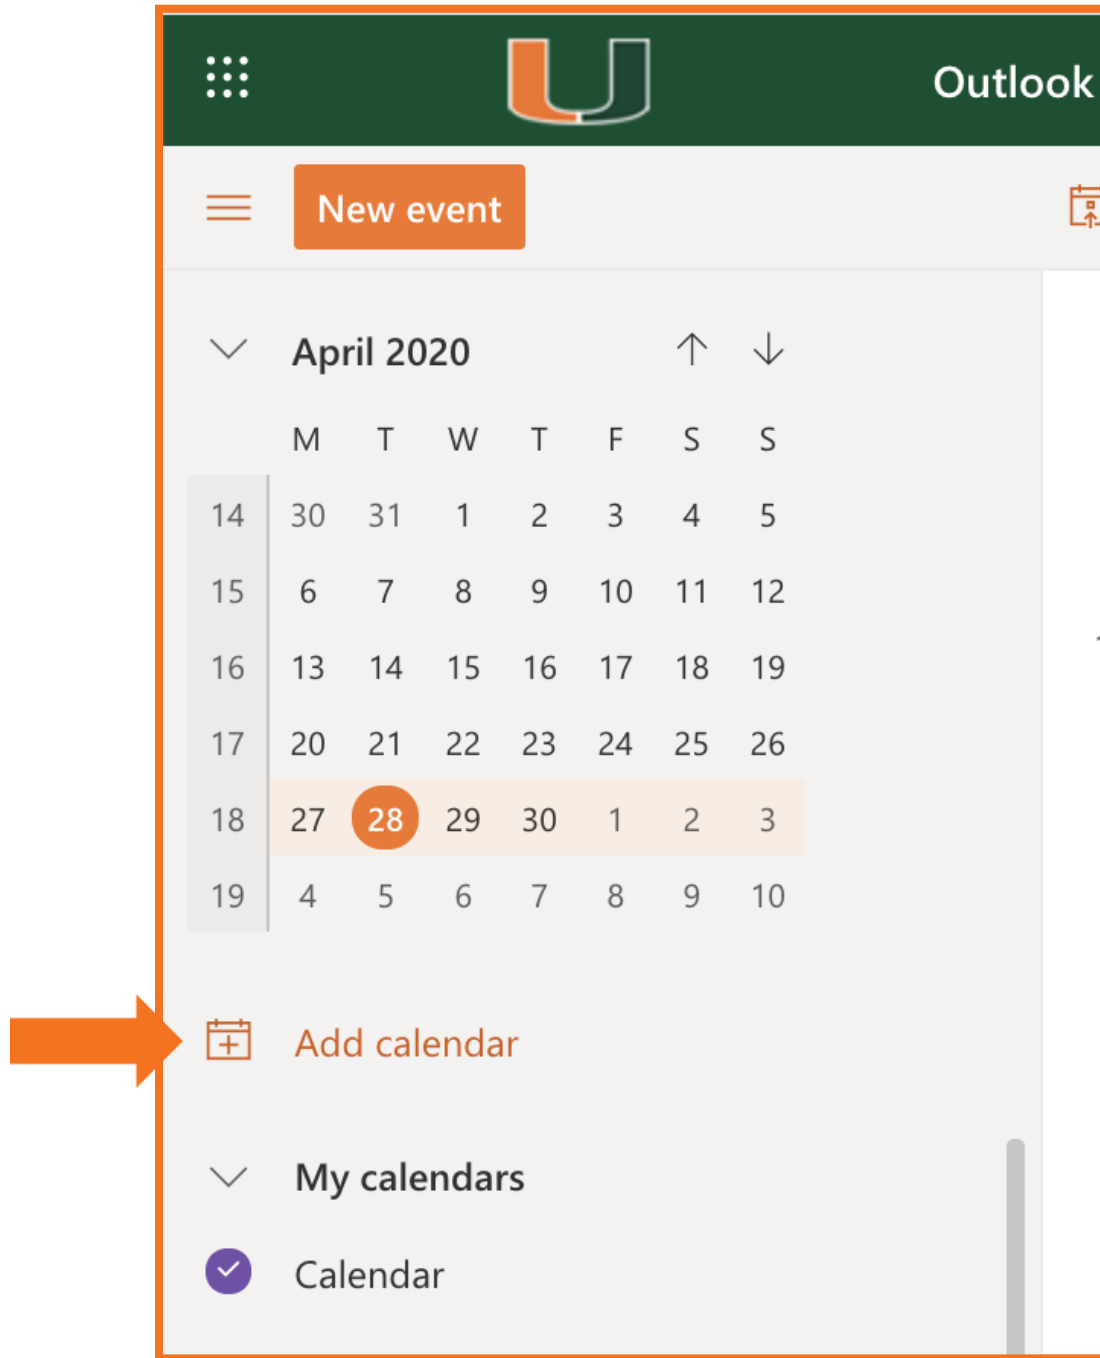 Outlook
New event
April 2020
M T W T F S S
14 30 31 1 2 3 4 5
15 6 7 8 9 10 11 12
16 13 14 15 16 17 18 19
17 20 21 22 23 24 25 26
18 27 28 29 30 1 2 3
19 4 5 6 7 8 9 10
Add calendar
My calendars
Calendar